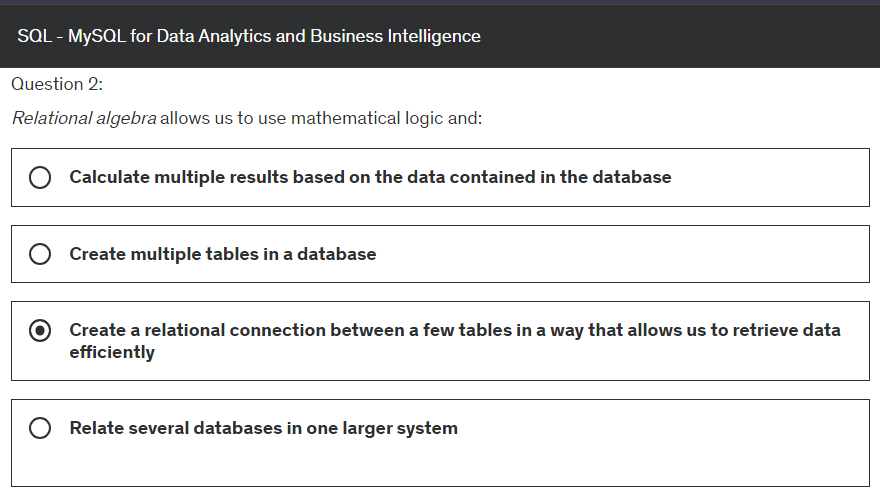 SQL - MySQL for Data Analytics and Business Intelligence
Question 2:
Relational algebra allows us to use mathematical logic and:
Calculate multiple results based on the data contained in the database
Create multiple tables in a database
Create a relational connection between a few tables in a way that allows us to retrieve data
efficiently
Relate several databases in one larger system